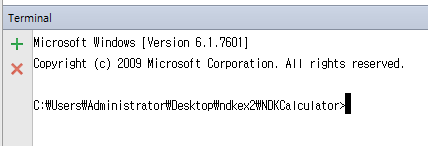 Terminal
Microsoft Windows [Version 6.1.7601]
Copyright (c) 2009 Microsoft Corporation. All rights reserved.
C:₩Users₩Administrator₩Desktop₩ndkex2₩NDKCalculator>